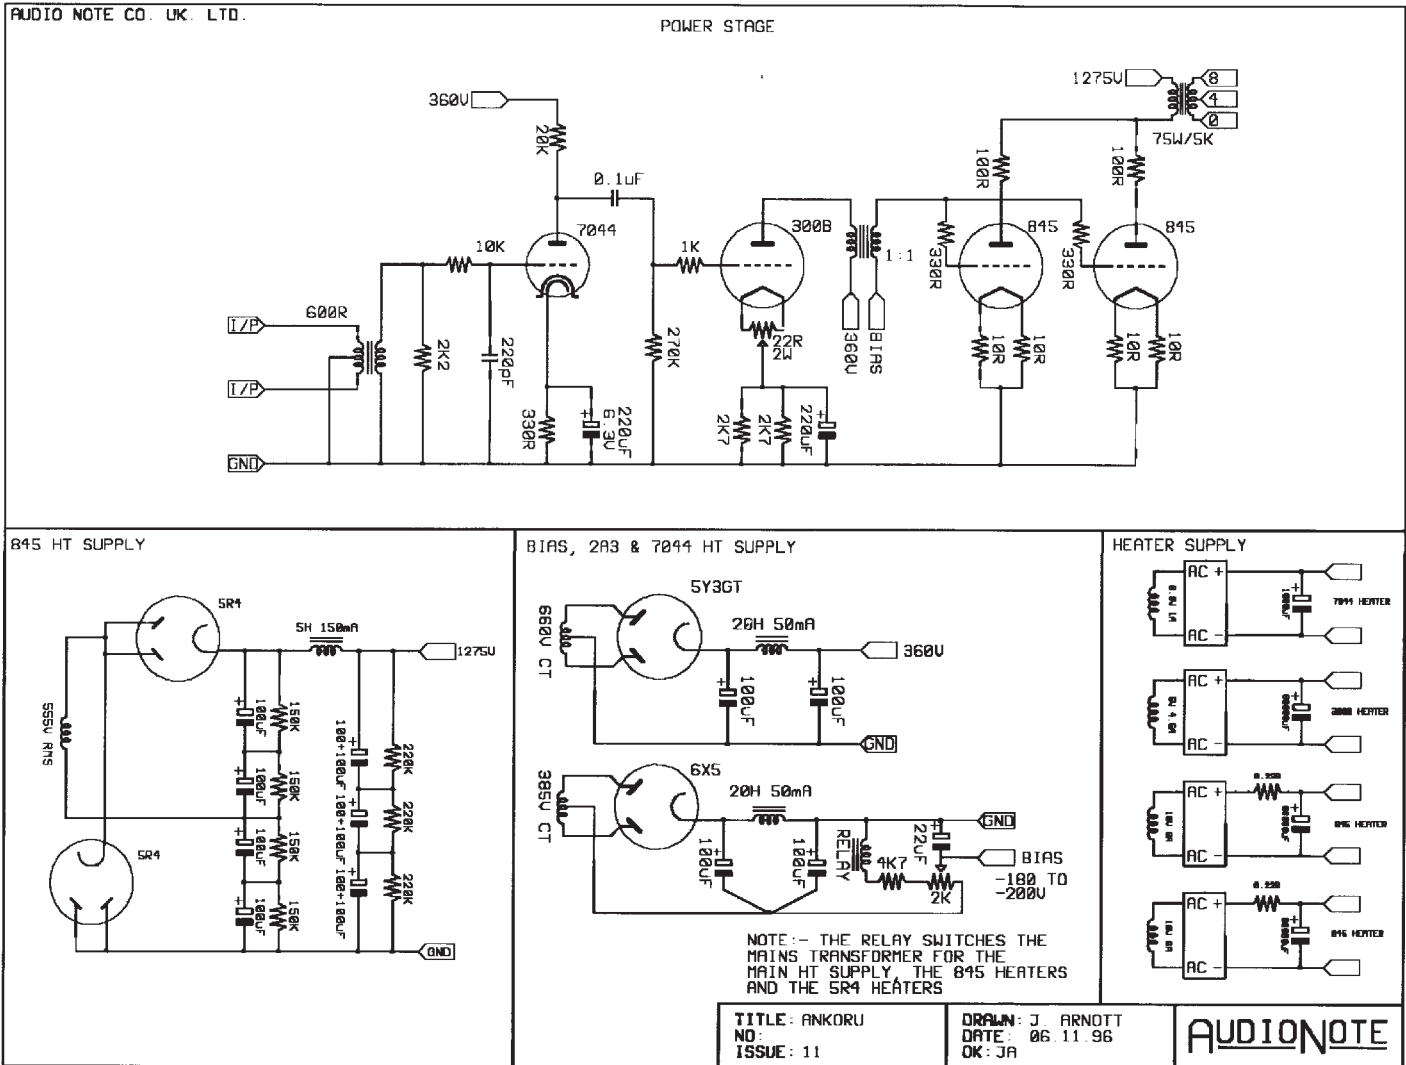 AUDIO NOTE CO. UK. LTD.
POWER STAGE
360V
20K
0.1uF
7044
10K
600R
I/P
I/P
GND
2K2
220pF
330R
220uF
6.3V
270K
1K
300B
22R
2W
2K7
2K7
220uF
1:1
360V
BIAS
330R
100R
845
10R
10R
330R
100R
845
10R
10R
1275V
8
4
0
75W/5K
845 HT SUPPLY
5R4
5H 150mA
1275V
555V RMS
100uF
150K
100uF
150K
100uF
150K
100uF
150K
100+100uF
220K
100+100uF
220K
100+100uF
220K
5R4
GND
BIAS, 2A3 & 7044 HT SUPPLY
5Y3GT
660V CT
20H 50mA
360V
100uF
100uF
GND
6X5
385V CT
20H 50mA
100uF
100uF
RELAY
4K7
22uF
2K
GND
BIAS
-180 TO
-200V
NOTE:- THE RELAY SWITCHES THE
MAINS TRANSFORMER FOR THE
MAIN HT SUPPLY, THE 845 HEATERS
AND THE 5R4 HEATERS
HEATER SUPPLY
AC +
AC -
7044 HEATER
AC +
AC -
HEATER
AC +
AC -
HEATER
AC +
AC -
HEATER
TITLE: ANKORU
NO:
ISSUE: 11
DRAWN: J. ARNOTT
DATE: 06.11.96
OK: JA
AUDIONOTE